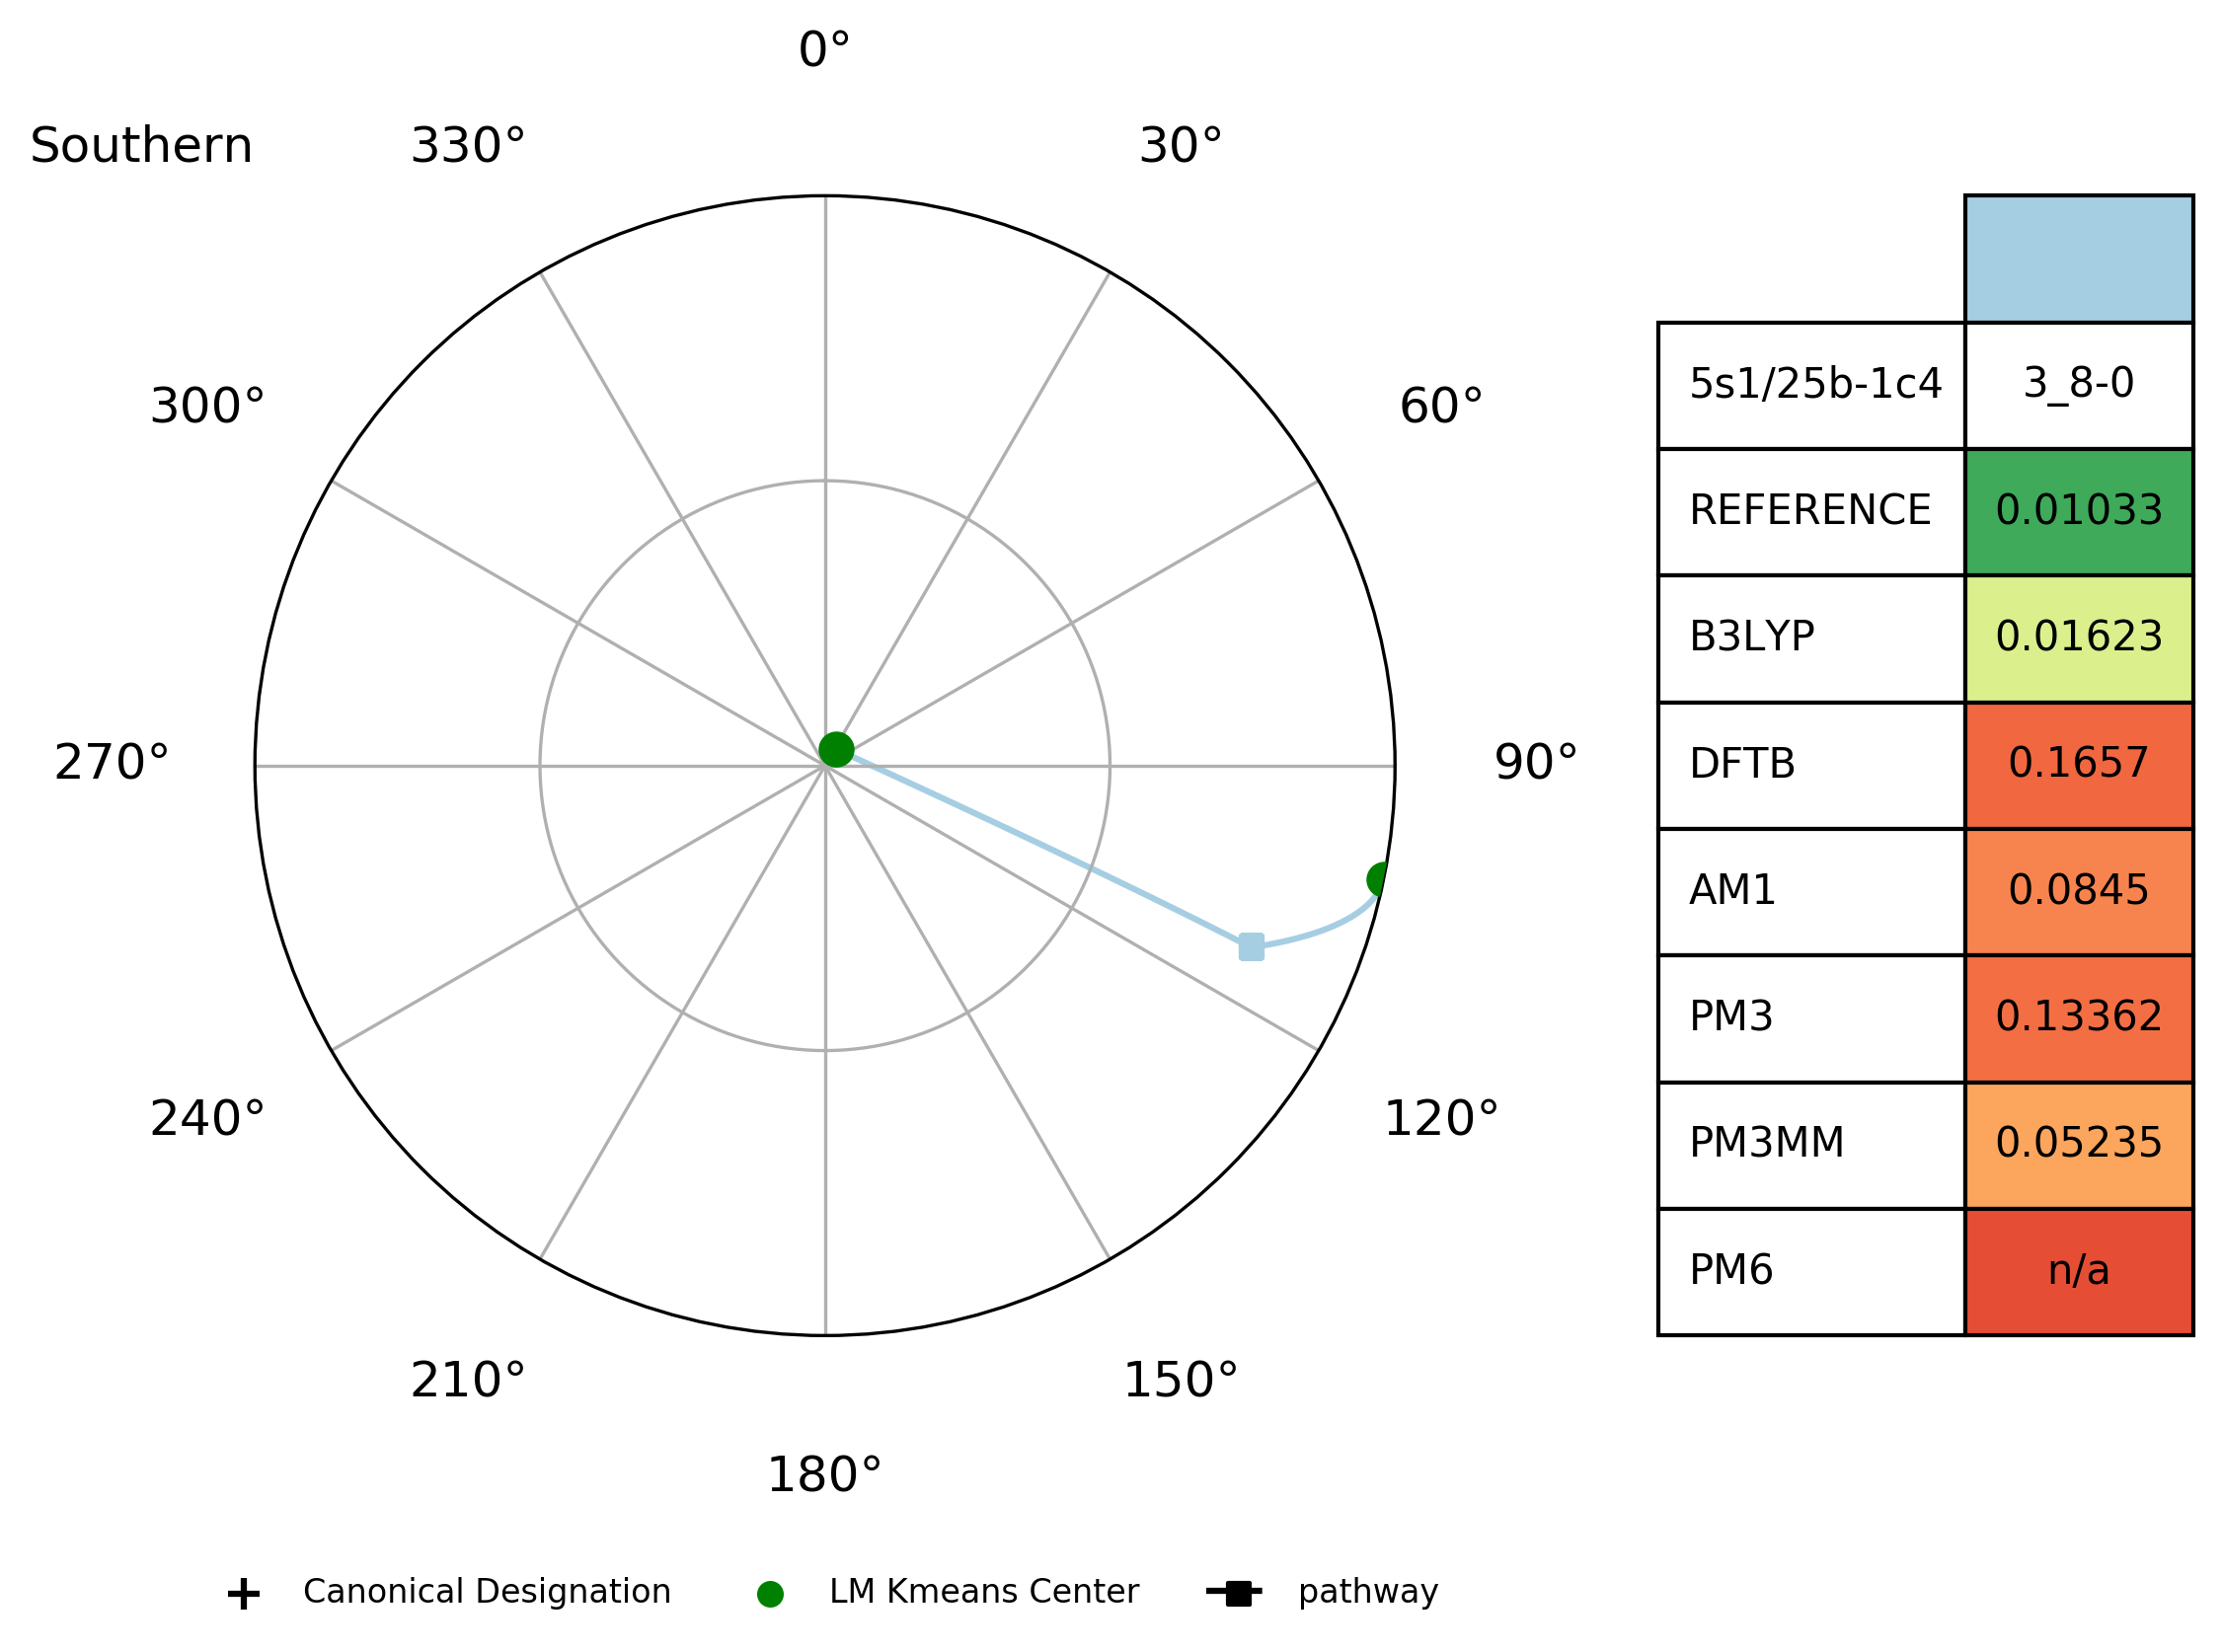 0°
Southern
330°
30°
300°
60°
270°
90°
240°
120°
210°
150°
180°
5s1/25b-1c4 3_8-0
REFERENCE 0.01033
B3LYP 0.01623
DFTB 0.1657
AM1 0.0845
PM3 0.13362
PM3MM 0.05235
PM6 n/a
Canonical Designation LM Kmeans Center pathway